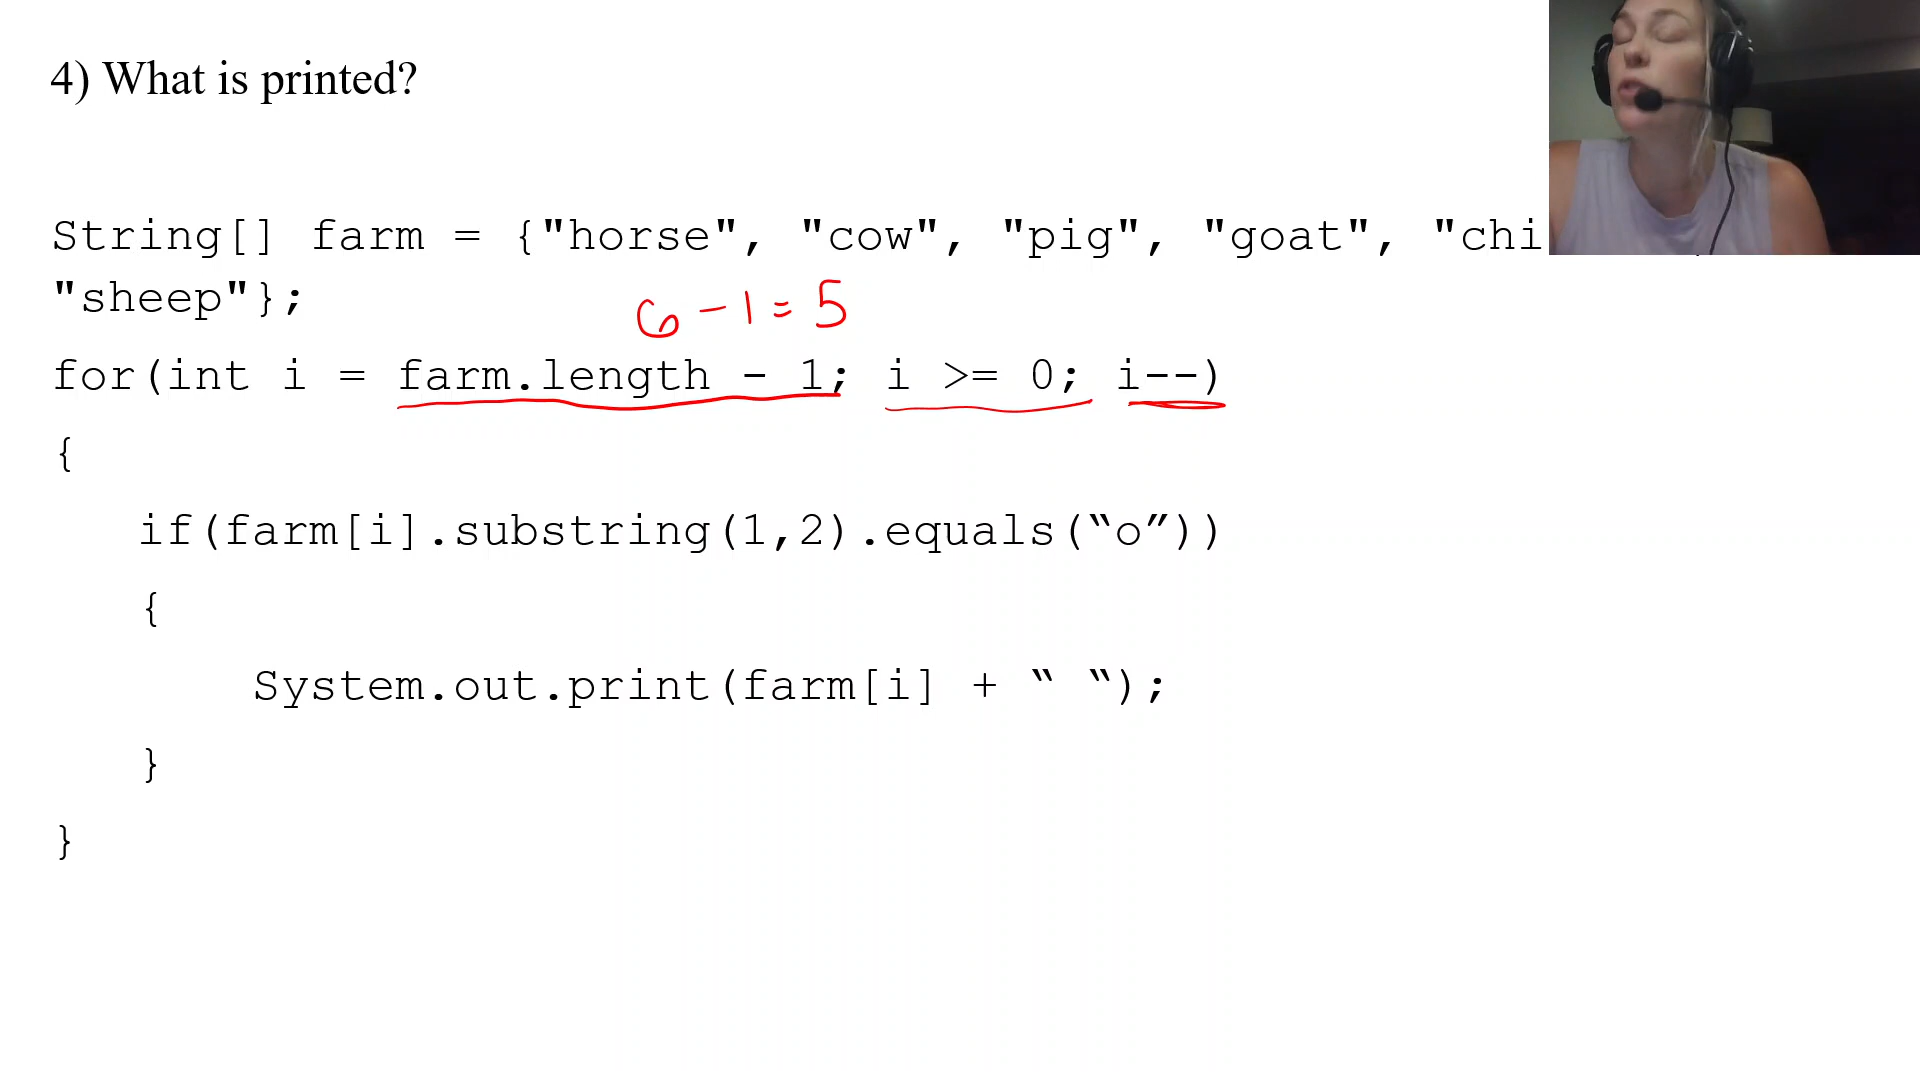 4) What is printed?
String[] farm = {"horse", "cow", "pig", "goat", "chi
"sheep"};
6 - 1 = 5
for(int i = farm.length - 1; i >= 0; i--)
{
if(farm[i].substring(1,2).equals(“o”))
{
System.out.print(farm[i] + “ “);
}
}